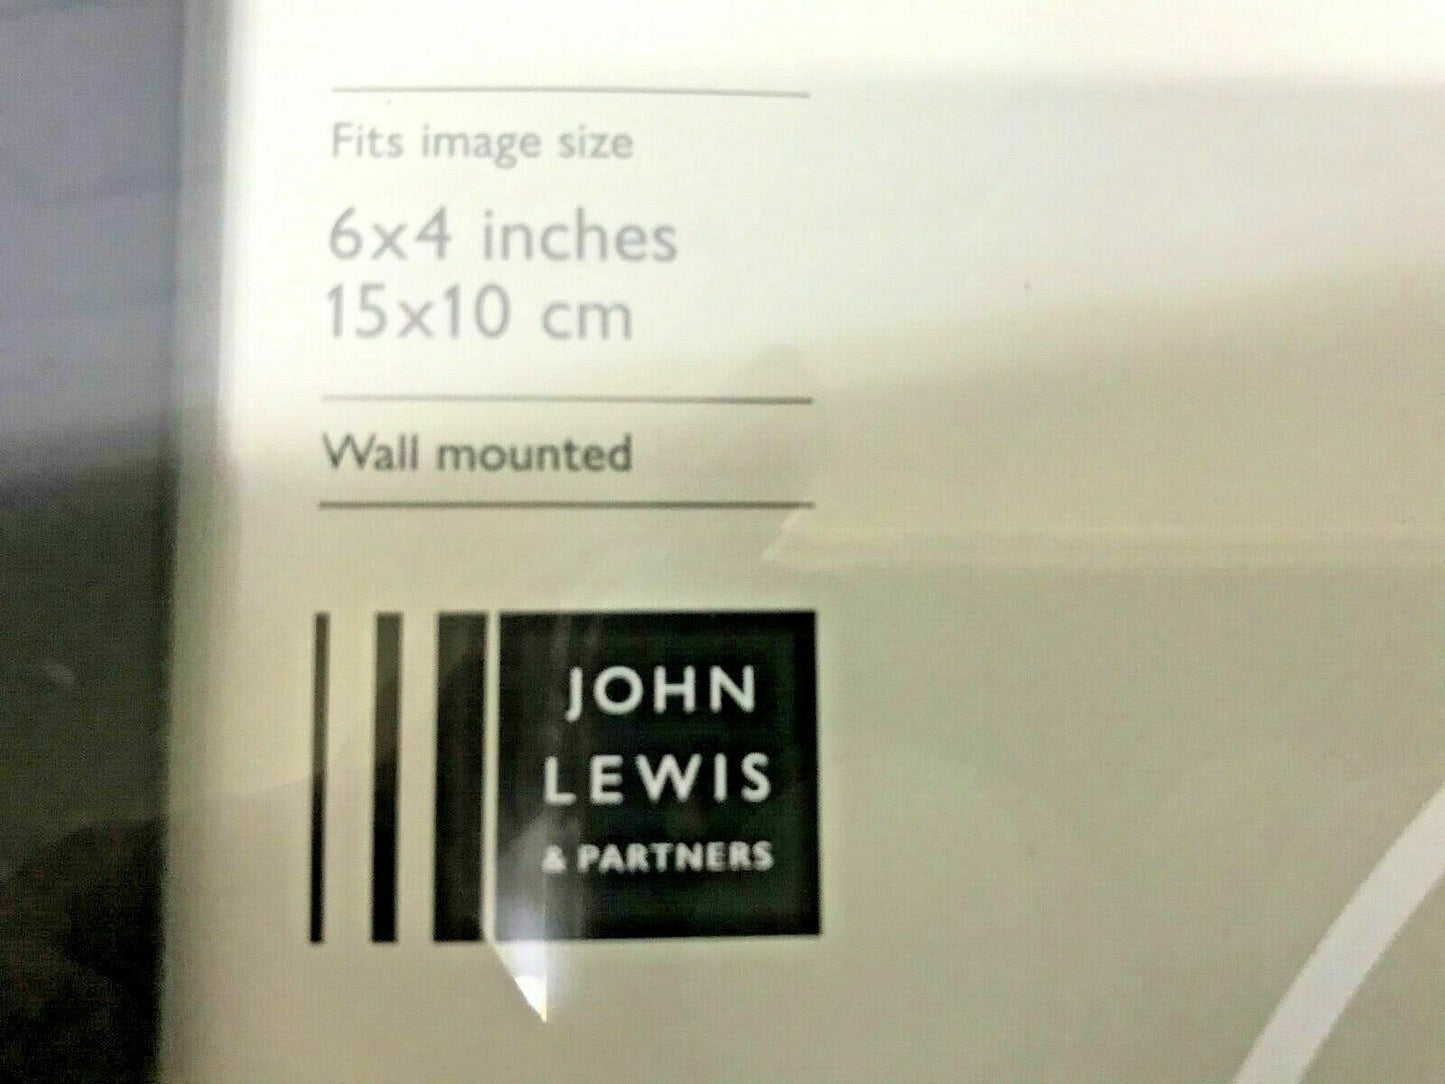 Fits image size
6x4 inches
15x10 cm
Wall mounted
JOHN
LEWIS
& PARTNERS